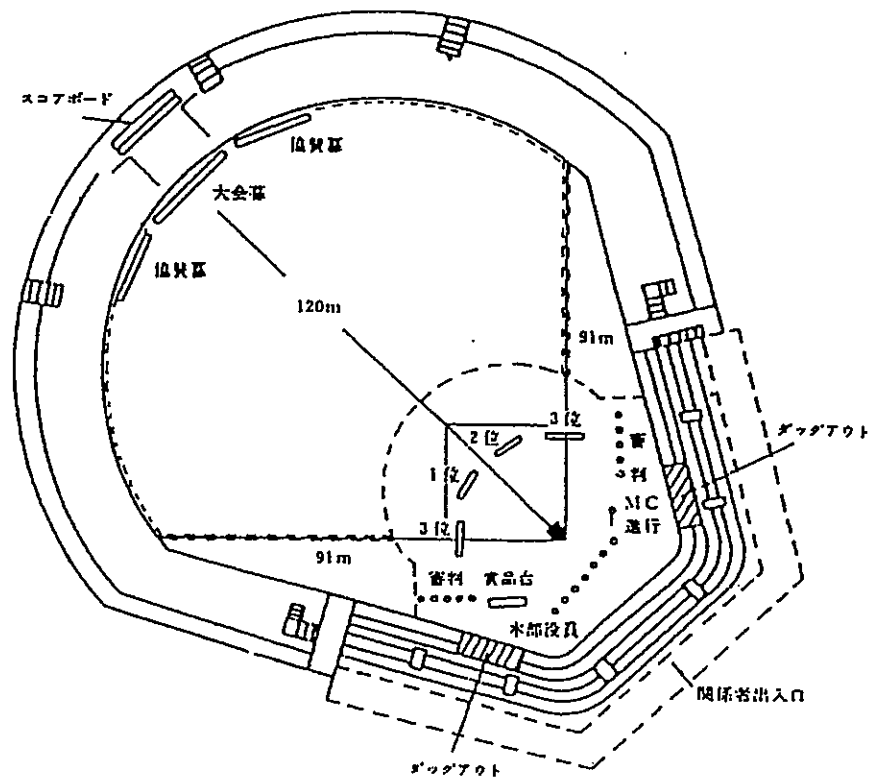 スコアボード
協賛幕
大会幕
協賛幕
120m
91m
3位
2位
1位
3位
審判
ダッグアウト
MC
進行
91m
審判
賞品台
本部役員
関係者出入口
ダッグアウト